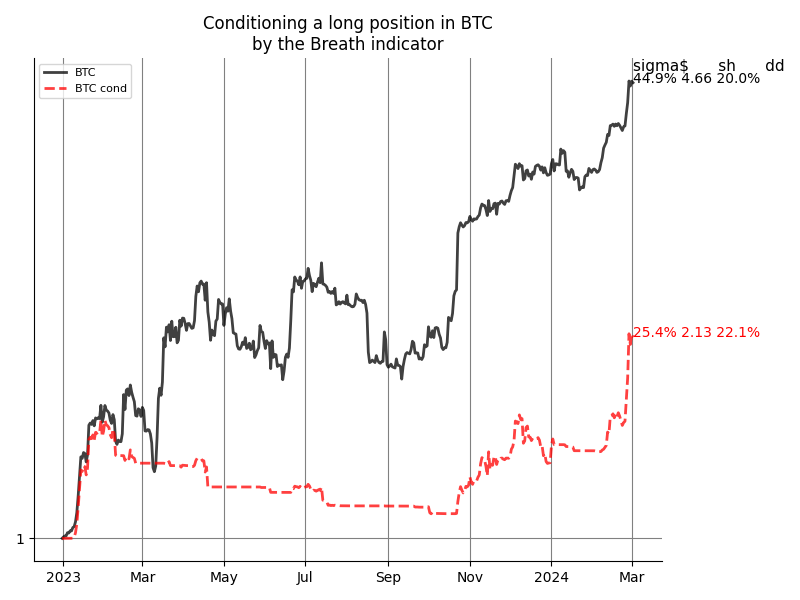 Conditioning a long position in BTC
by the Breath indicator
BTC
BTC cond
sigma$ sh dd
44.9% 4.66 20.0%
25.4% 2.13 22.1%
1
2023 Mar May Jul Sep Nov 2024 Mar